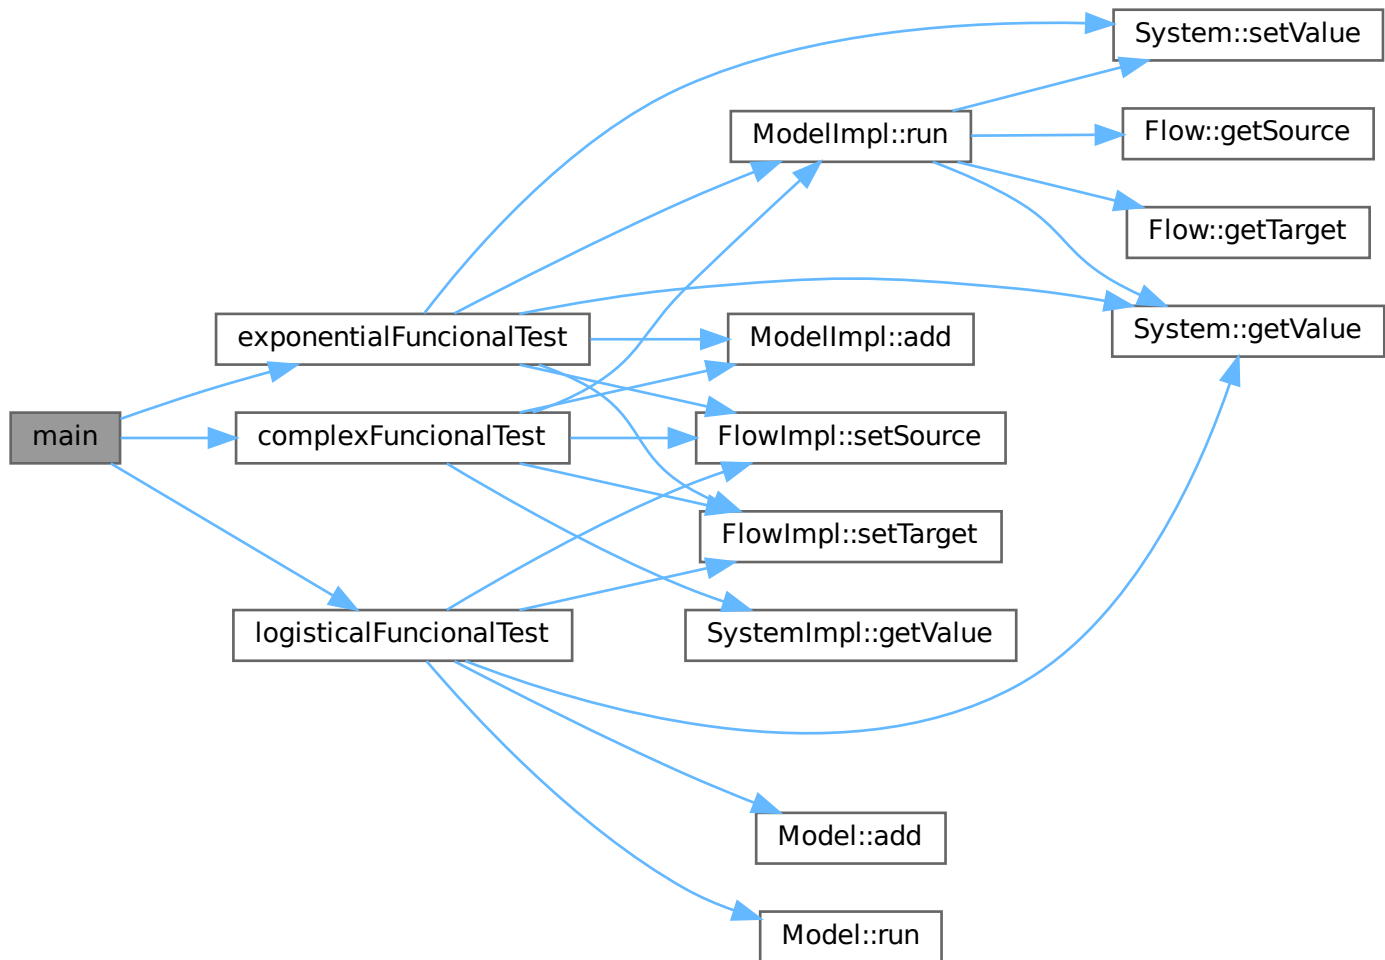 System::setValue
ModelImpl::run
Flow::getSource
Flow::getTarget
System::getValue
exponentialFuncionalTest
ModelImpl::add
main
complexFuncionalTest
FlowImpl::setSource
FlowImpl::setTarget
logisticalFuncionalTest
SystemImpl::getValue
Model::add
Model::run